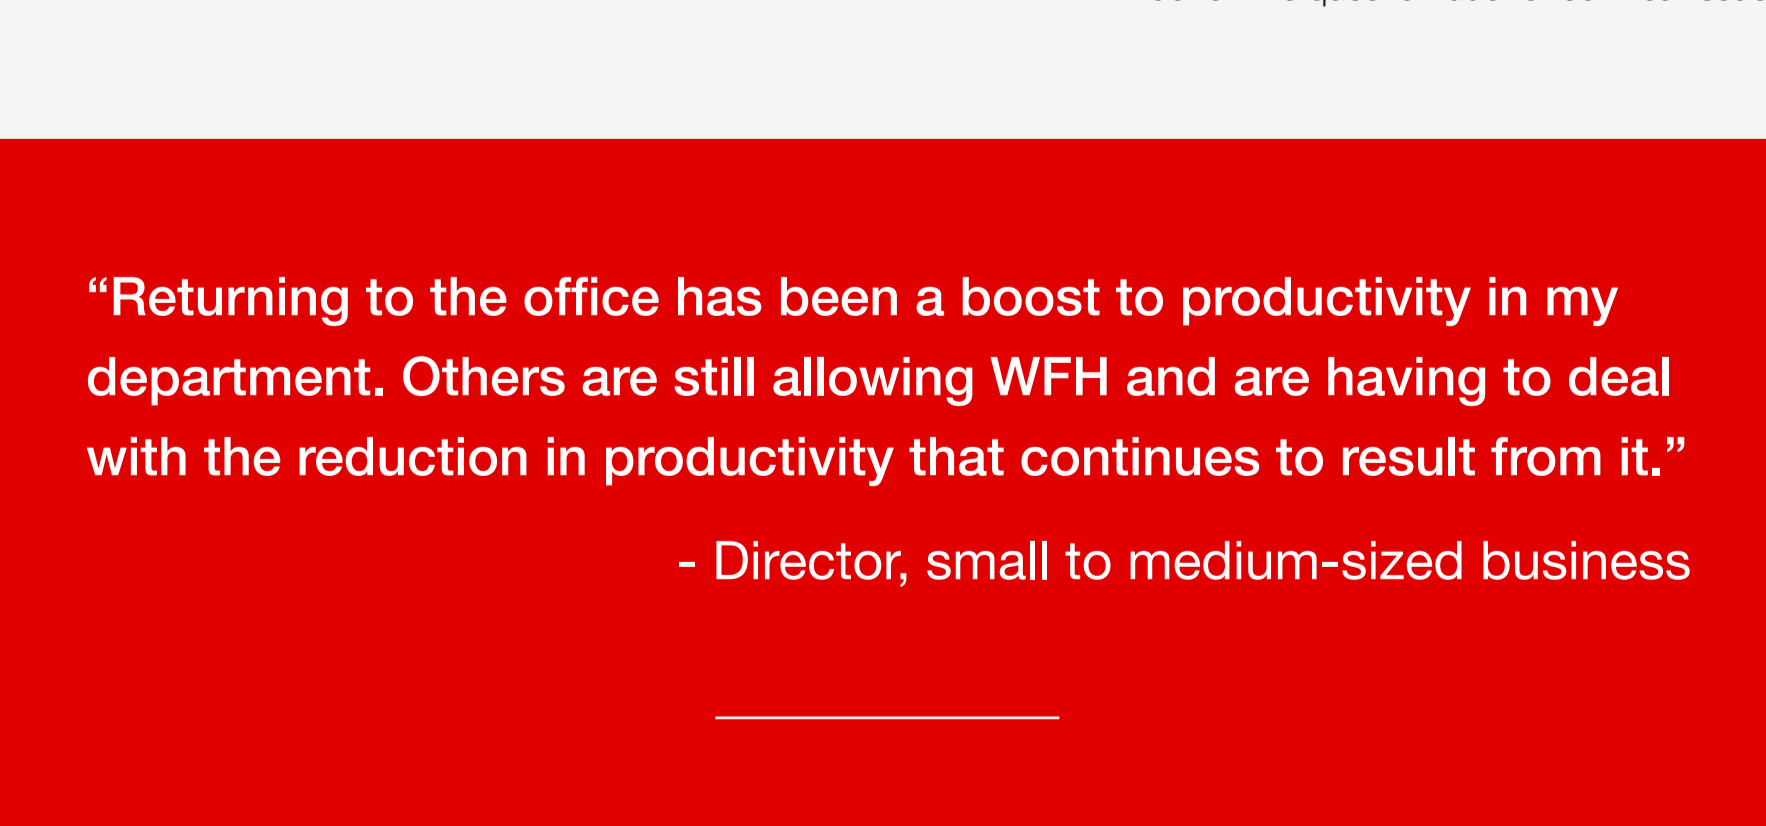 “Returning to the office has been a boost to productivity in my
department. Others are still allowing WFH and are having to deal
with the reduction in productivity that continues to result from it.”
- Director, small to medium-sized business